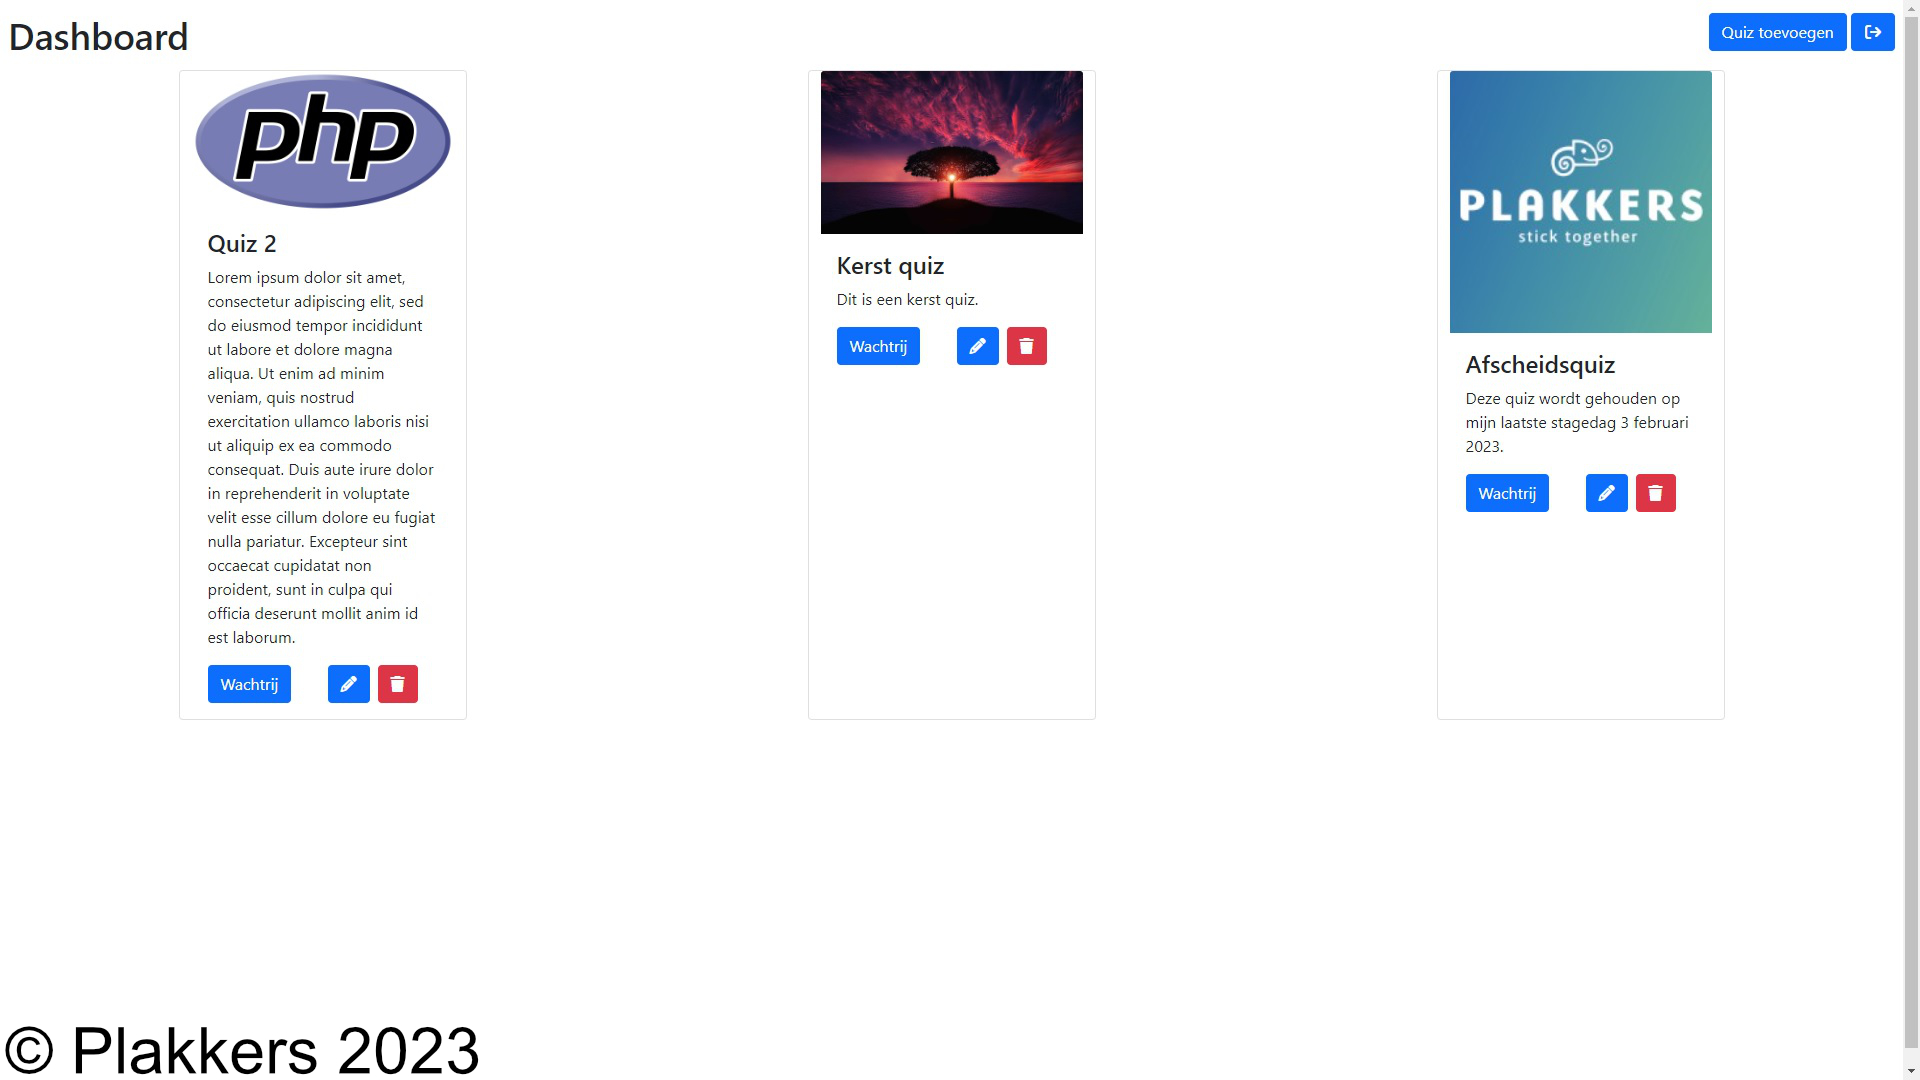 Dashboard
Quiz toevoegen
php
Quiz 2
Lorem ipsum dolor sit amet,
consectetur adipiscing elit, sed
do eiusmod tempor incididunt
ut labore et dolore magna
aliqua. Ut enim ad minim
veniam, quis nostrud
exercitation ullamco laboris nisi
ut aliquip ex ea commodo
consequat. Duis aute irure dolor
in reprehenderit in voluptate
velit esse cillum dolore eu fugiat
nulla pariatur. Excepteur sint
occaecat cupidatat non
proident, sunt in culpa qui
officia deserunt mollit anim id
est laborum.
Wachtrij
Kerst quiz
Dit is een kerst quiz.
Wachtrij
PLAKKERS
stick together
Afscheidsquiz
Deze quiz wordt gehouden op
mijn laatste stagedag 3 februari
2023.
Wachtrij
© Plakkers 2023